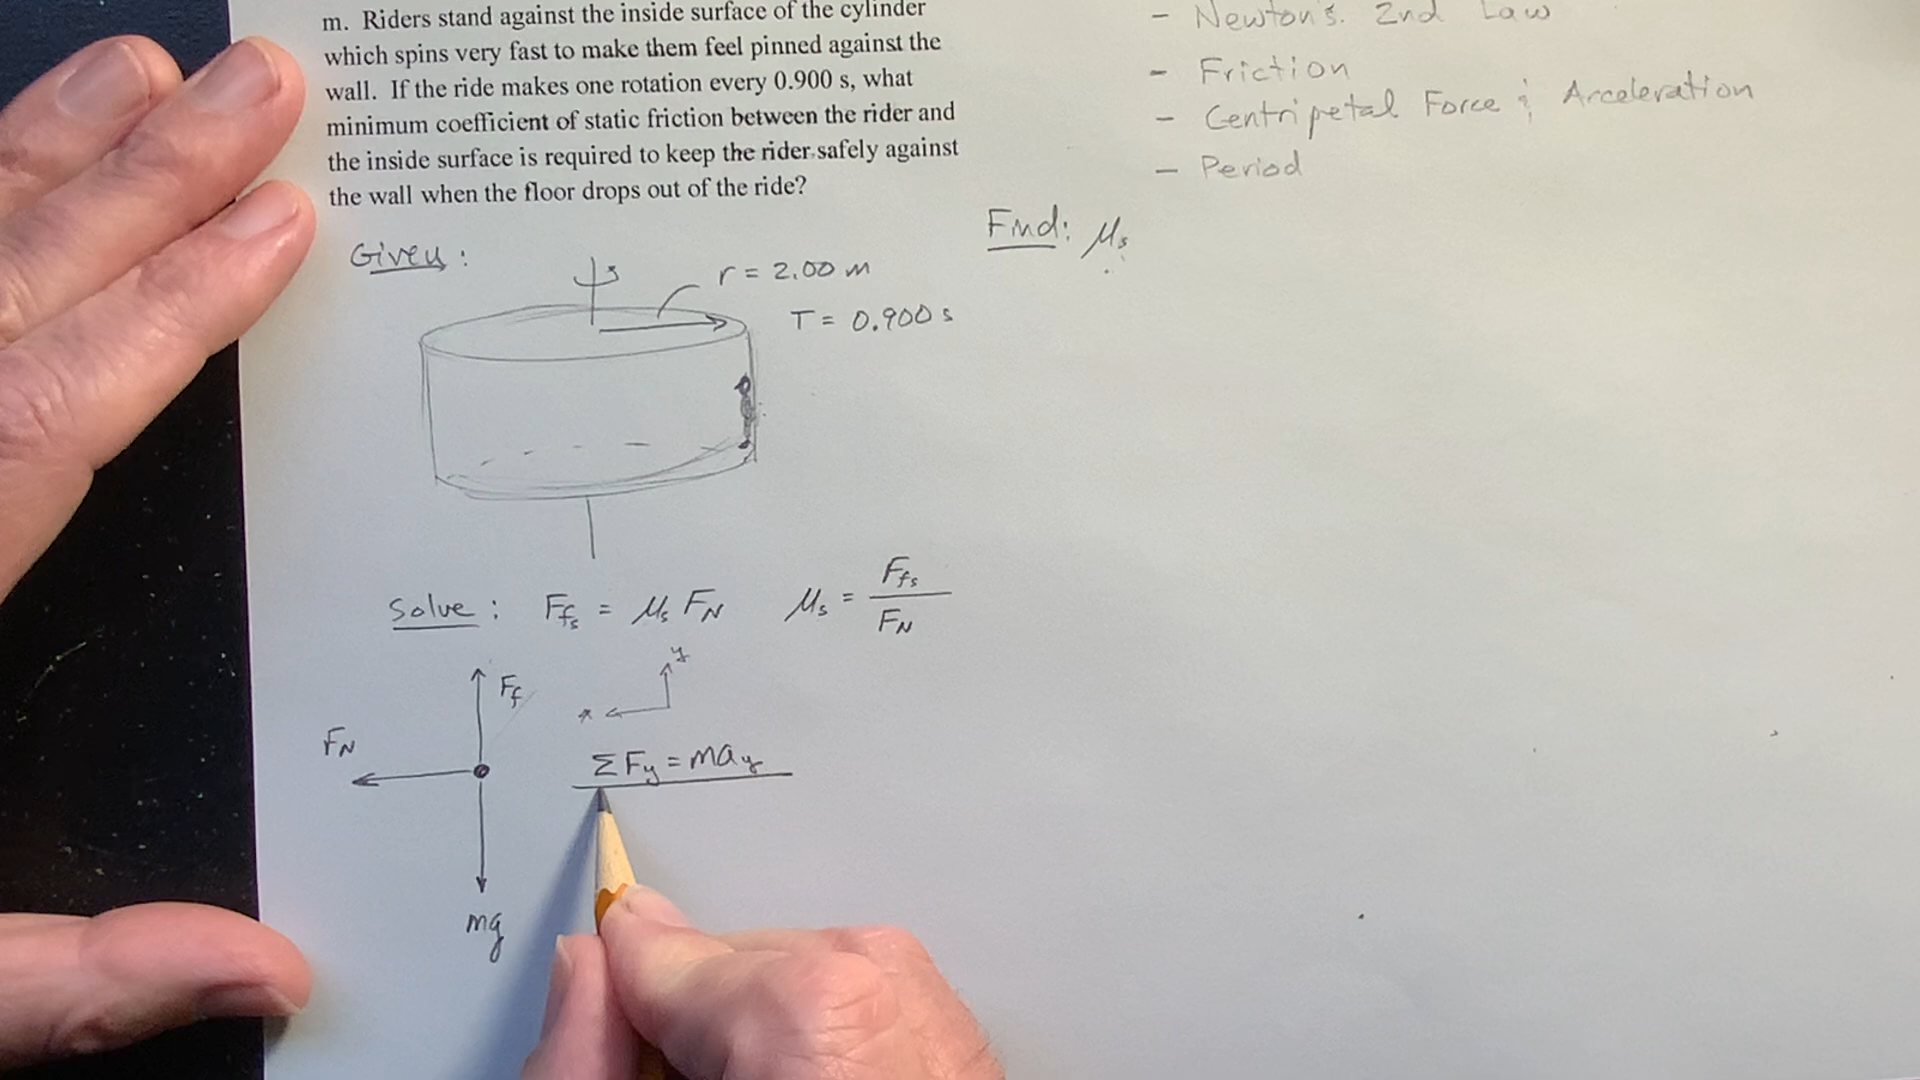 m. Riders stand against the inside surface of the cylinder
which spins very fast to make them feel pinned against the
wall. If the ride makes one rotation every 0.900 s, what
minimum coefficient of static friction between the rider and
the inside surface is required to keep the rider safely against
the wall when the floor drops out of the ride?
- Newton's. 2nd Law
- Friction
- Centripetal Force & Arceleration
- Period
Find: μs
Given:
r = 2.00 m
T = 0.900 s
Solve: Ffs = μs FN μs = Ffs / FN
y
x
Ff
FN
mg
ΣFy = may